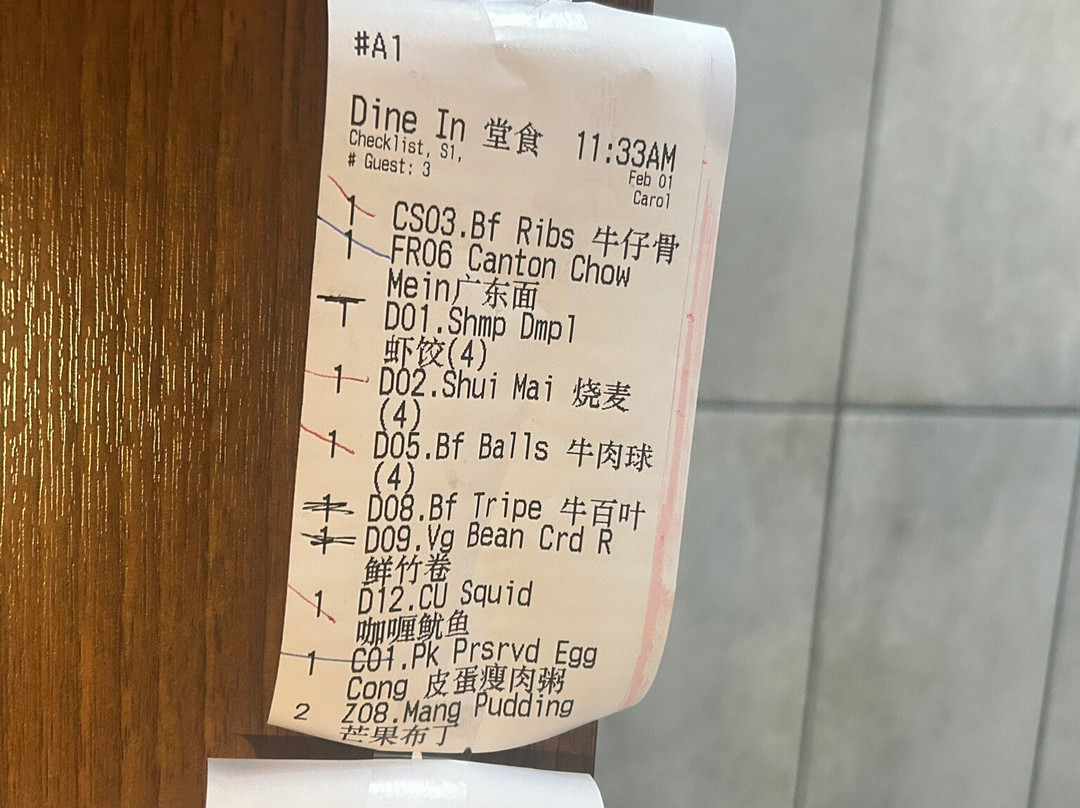 #A1
Dine In 堂食 11:33AM
Checklist, S1,
Feb 01
# Guest: 3
Carol
1 CS03.Bf Ribs 牛仔骨
1 FR06 Canton Chow
Mein广东面
1 D01.Shmp Dmpl
虾饺(4)
1 D02.Shui Mai 烧麦
(4)
1 D05.Bf Balls 牛肉球
(4)
1 D08.Bf Tripe 牛百叶
1 D09.Vg Bean Crd R
鲜竹卷
1 D12.CU Squid
咖喱鱿鱼
1 C01.Pk Prsrvd Egg
Cong 皮蛋瘦肉粥
2 Z08.Mang Pudding
芒果布丁